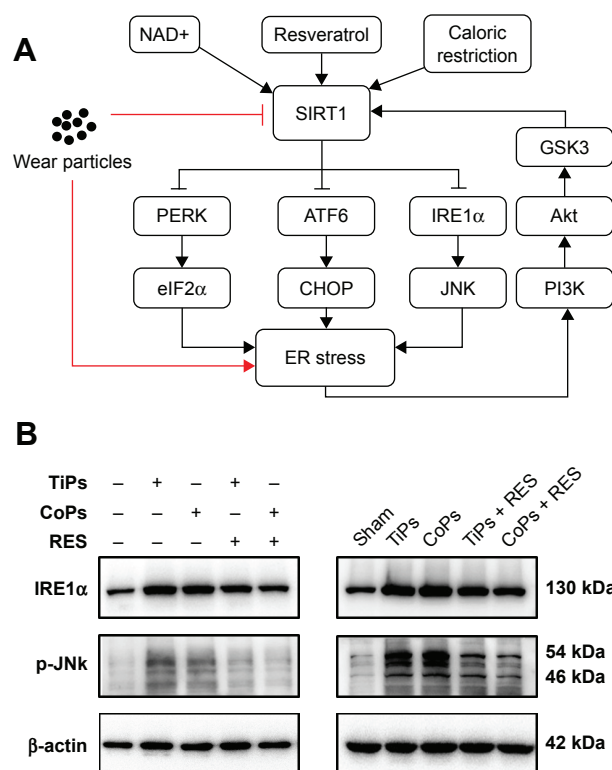 A
NAD+
Resveratrol
Caloric
restriction
SIRT1
Wear particles
GSK3
PERK
ATF6
IRE1α
Akt
eIF2α
CHOP
JNK
PI3K
ER stress
B
TiPs – + – + –
CoPs – – + – +
RES – – – + +
Sham TiPs CoPs TiPs + RES CoPs + RES
IRE1α 130 kDa
p-JNk 54 kDa
46 kDa
β-actin 42 kDa